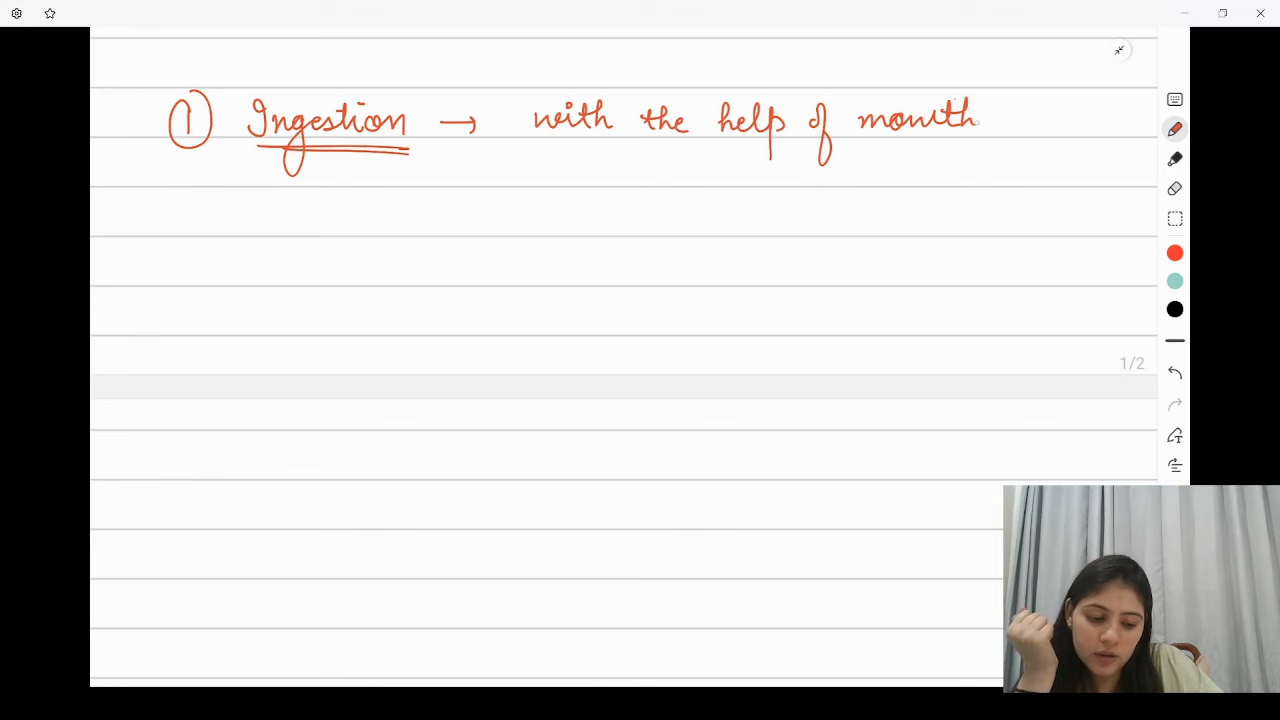 ① Ingestion → with the help of mouth
1/2